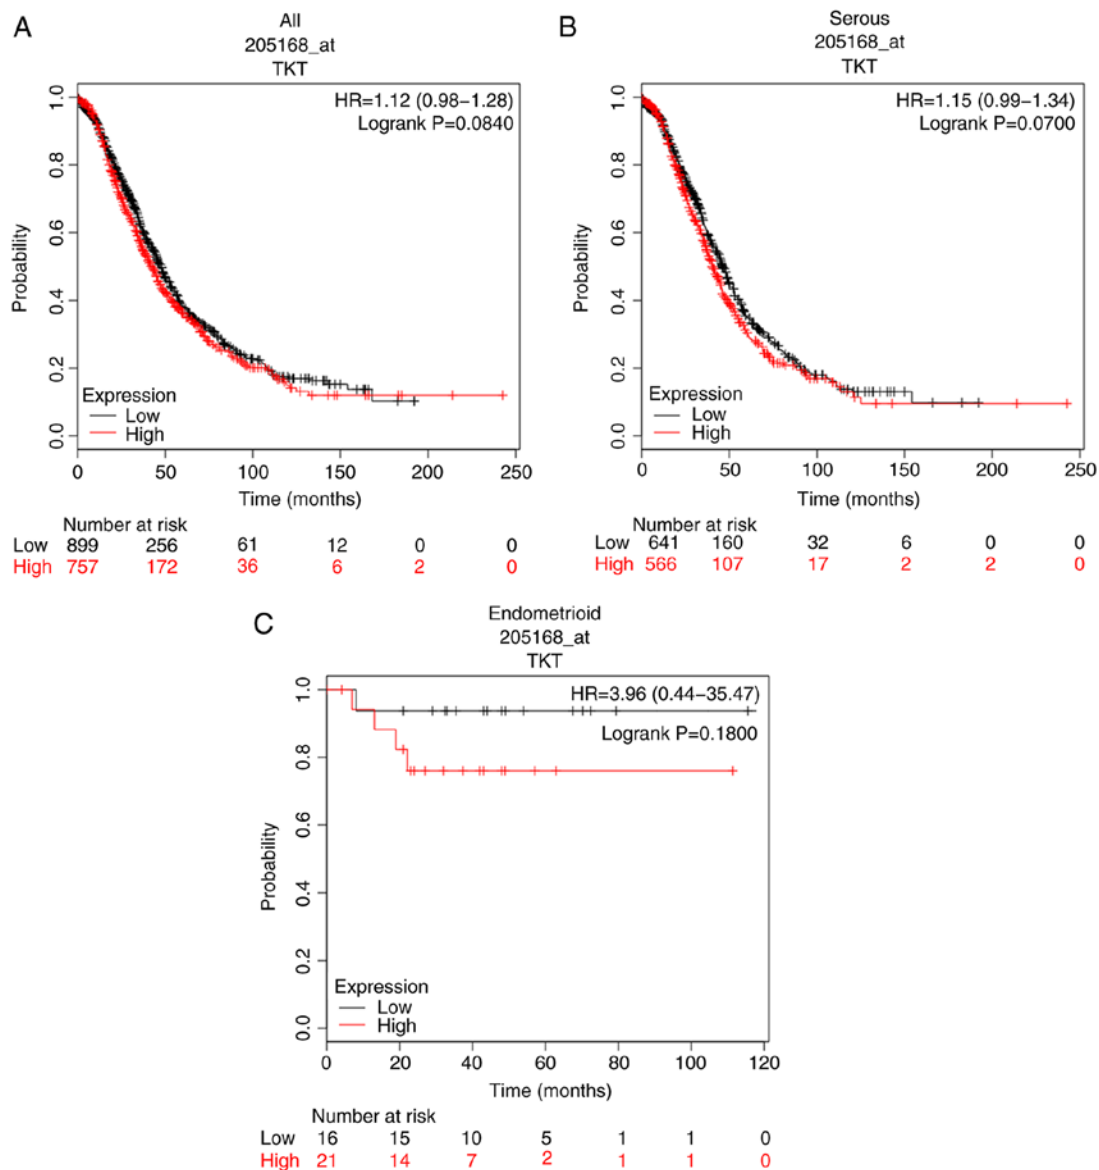 A
All
205168_at
TKT
HR=1.12 (0.98–1.28)
Logrank P=0.0840
Probability
1.0
0.8
0.6
0.4
0.2
0.0
Expression
Low
High
0 50 100 150 200 250
Time (months)
Number at risk
Low 899 256 61 12 0 0
High 757 172 36 6 2 0
B
Serous
205168_at
TKT
HR=1.15 (0.99–1.34)
Logrank P=0.0700
Probability
1.0
0.8
0.6
0.4
0.2
0.0
Expression
Low
High
0 50 100 150 200 250
Time (months)
Number at risk
Low 641 160 32 6 0 0
High 566 107 17 2 2 0
C
Endometrioid
205168_at
TKT
HR=3.96 (0.44–35.47)
Logrank P=0.1800
Probability
1.0
0.8
0.6
0.4
0.2
0.0
Expression
Low
High
0 20 40 60 80 100 120
Time (months)
Number at risk
Low 16 15 10 5 1 1 0
High 21 14 7 2 1 1 0